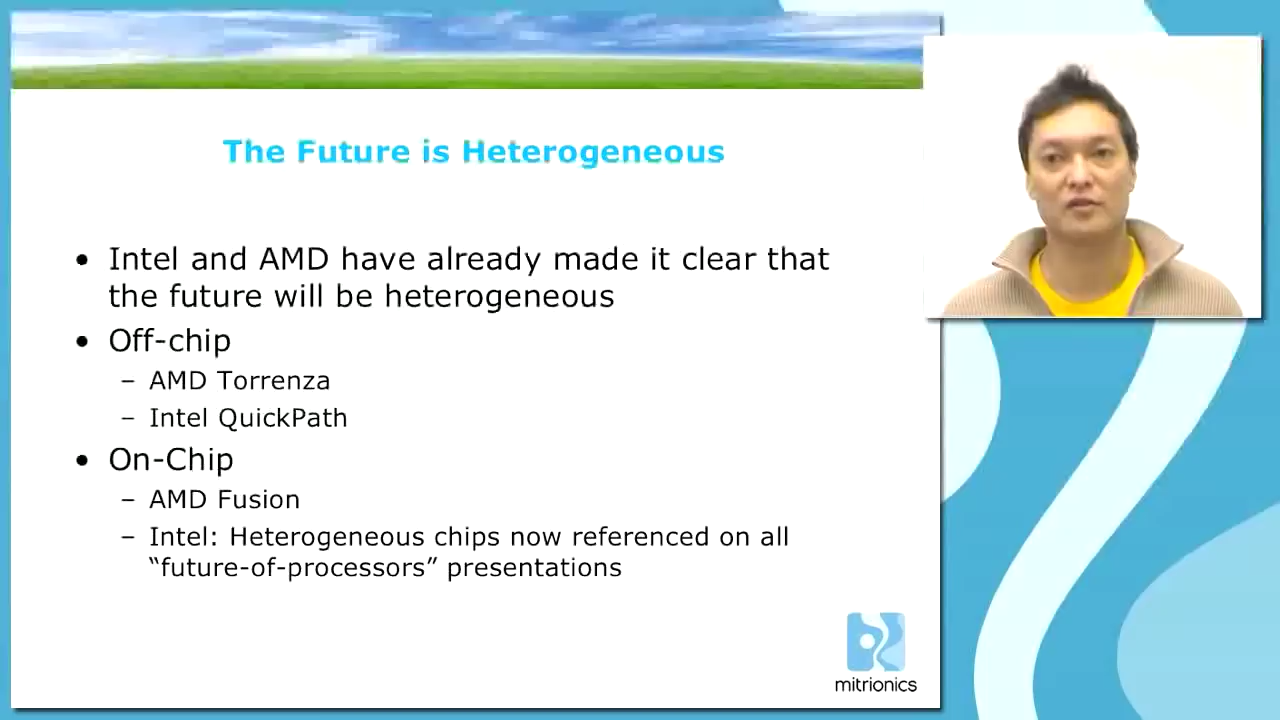 The Future is Heterogeneous
• Intel and AMD have already made it clear that
the future will be heterogeneous
• Off-chip
– AMD Torrenza
– Intel QuickPath
• On-Chip
– AMD Fusion
– Intel: Heterogeneous chips now referenced on all
“future-of-processors” presentations
mitrionics